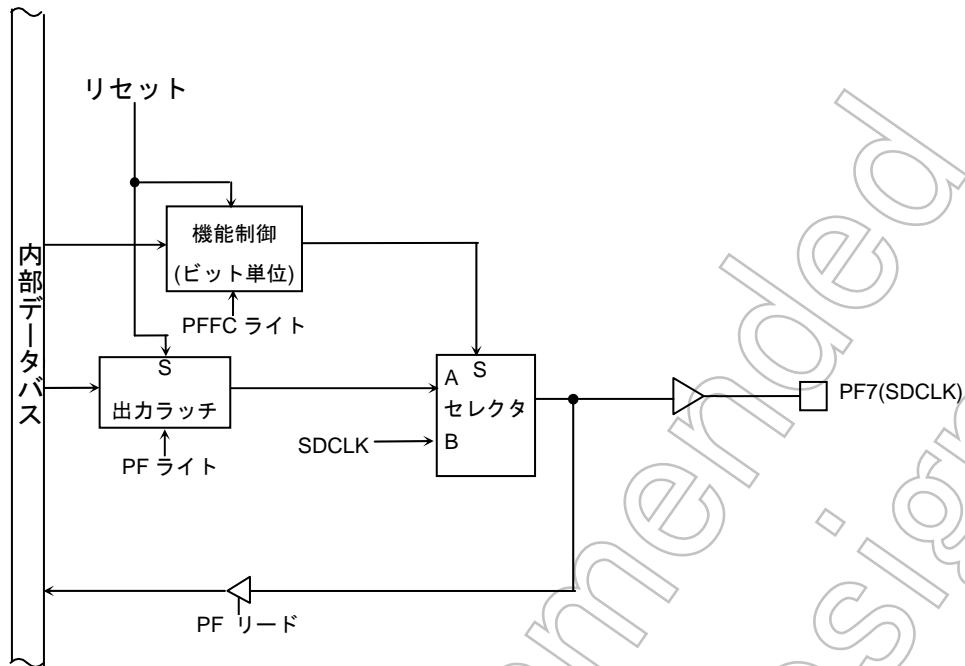 リセット
内部データバス
機能制御
(ビット単位)
PFFC ライト
S
出力ラッチ
PF ライト
A
S
セレクタ
B
SDCLK
PF7(SDCLK)
PF リード
mmended
esign